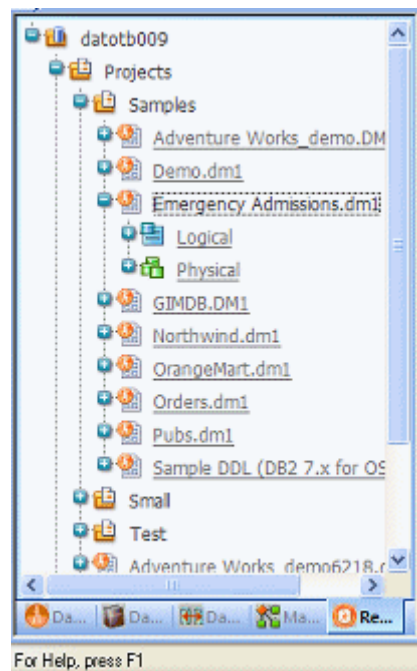 datotb009
Projects
Samples
Adventure Works_demo.DM
Demo.dm1
Emergency Admissions.dm1
Logical
Physical
GIMDB.DM1
Northwind.dm1
OrangeMart.dm1
Orders.dm1
Pubs.dm1
Sample DDL (DB2 7.x for OS
Small
Test
Adventure Works_demo6218.d
Da... Da... Da... Ma... Re...
For Help, press F1